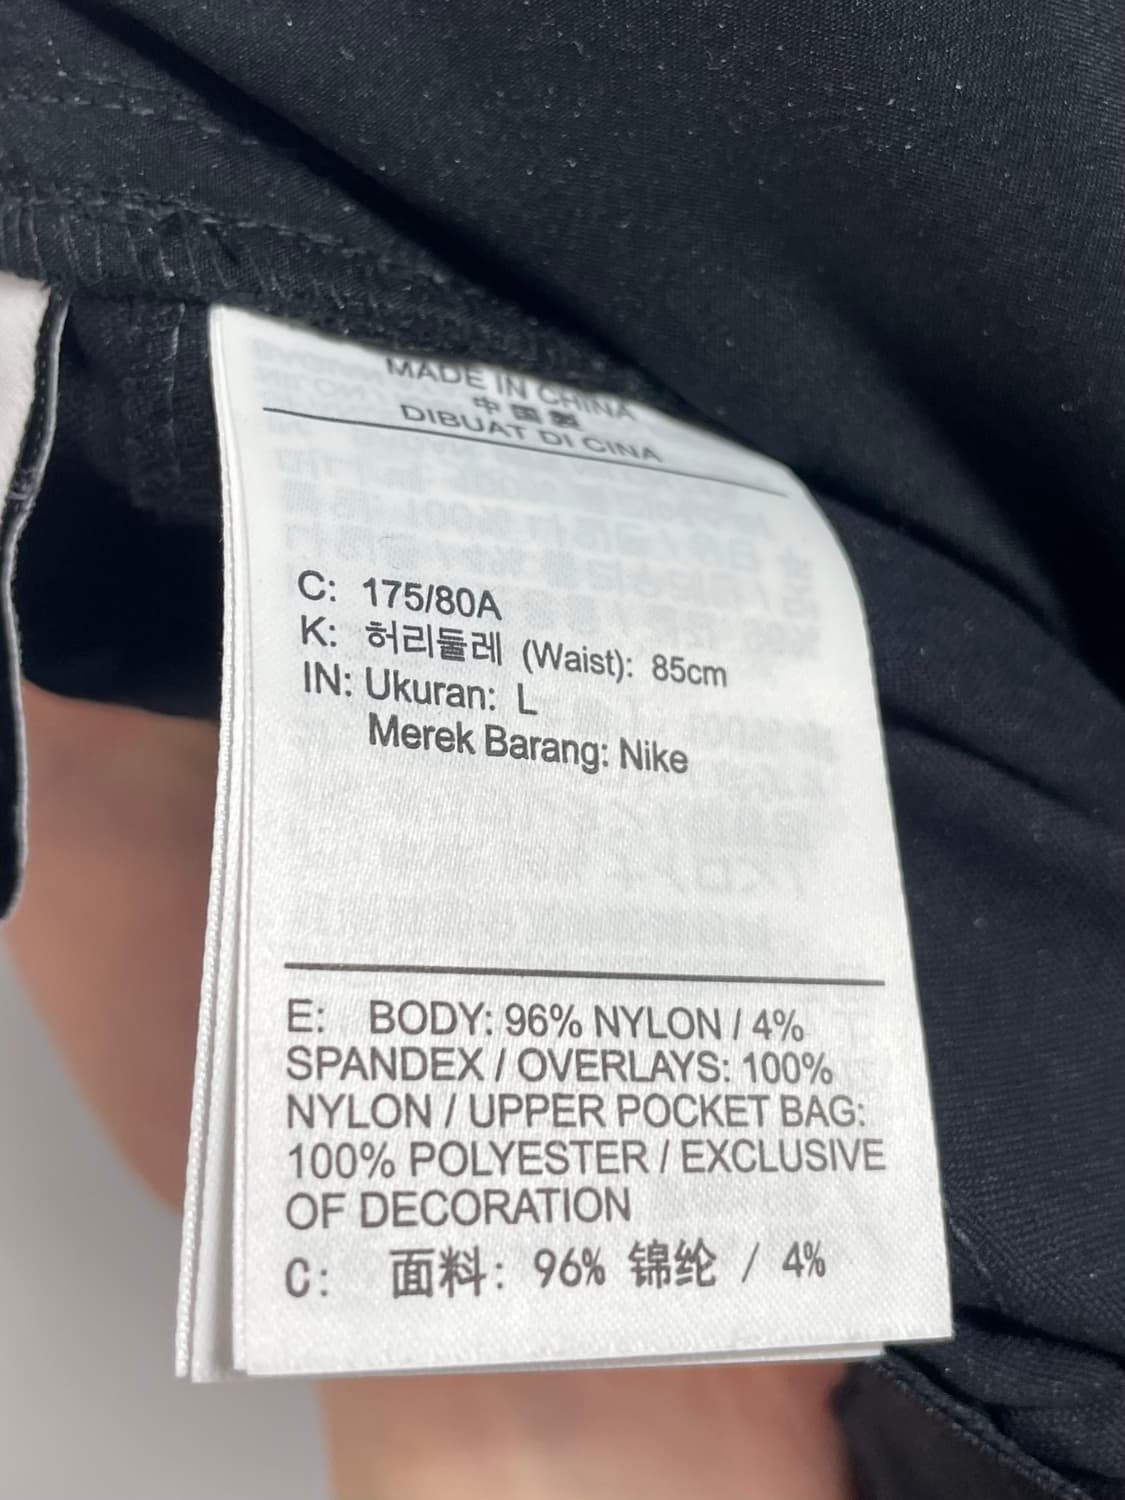 MADE IN CHINA
中国製
DIBUAT DI CINA
C: 175/80A
K: 허리둘레 (Waist): 85cm
IN: Ukuran: L
Merek Barang: Nike
E: BODY: 96% NYLON / 4%
SPANDEX / OVERLAYS: 100%
NYLON / UPPER POCKET BAG:
100% POLYESTER / EXCLUSIVE
OF DECORATION
C: 面料: 96% 锦纶 / 4%